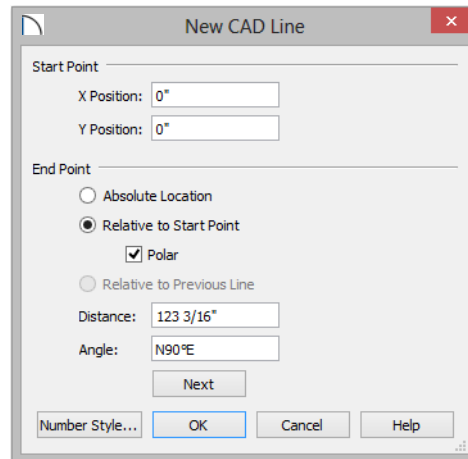 New CAD Line
Start Point
X Position: 0"
Y Position: 0"
End Point
Absolute Location
Relative to Start Point
Polar
Relative to Previous Line
Distance: 123 3/16"
Angle: N90°E
Next
Number Style... OK Cancel Help